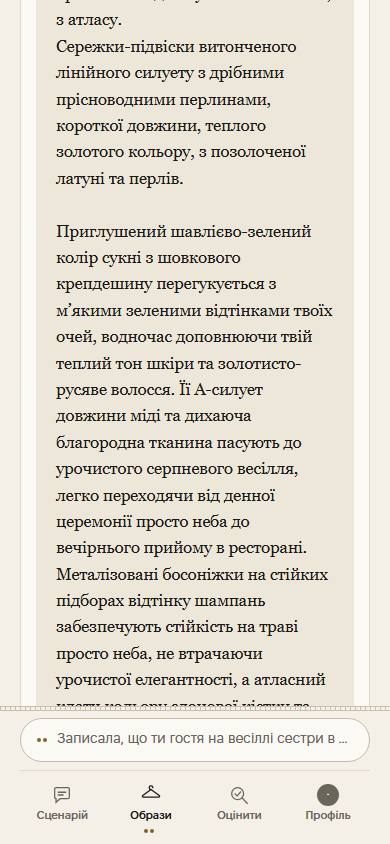 з атласу.
Сережки-підвіски витонченого
лінійного силуету з дрібними
прісноводними перлинами,
короткої довжини, теплого
золотого кольору, з позолоченої
латуні та перлів.
Приглушений шавлієво-зелений
колір сукні з шовкового
крепдешину перегукується з
м’якими зеленими відтінками твоїх
очей, водночас доповнюючи твій
теплий тон шкіри та золотисто-
русяве волосся. Її А-силует
довжини міді та дихаюча
благородна тканина пасують до
урочистого серпневого весілля,
легко переходячи від денної
церемонії просто неба до
вечірнього прийому в ресторані.
Металізовані босоніжки на стійких
підборах відтінку шампань
забезпечують стійкість на траві
просто неба, не втрачаючи
урочистої елегантності, а атласний
Записала, що ти гостя на весіллі сестри в ...
Сценарій
Образи
Оцінити
Профіль